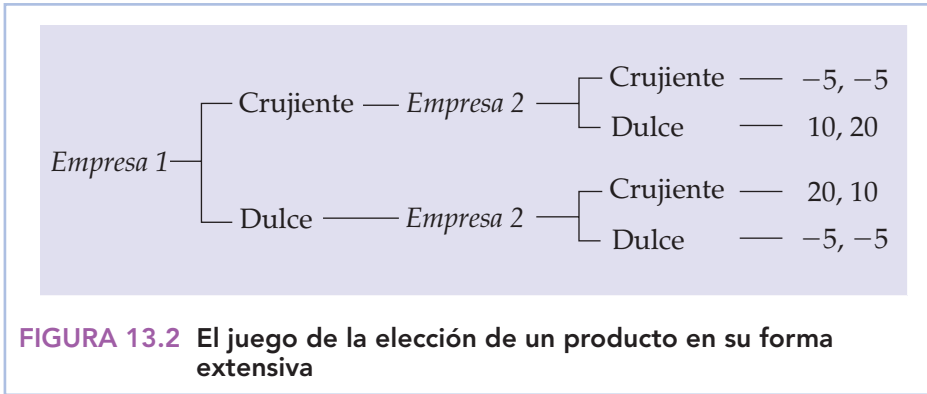 Crujiente — −5, −5
Crujiente — Empresa 2
Dulce — 10, 20
Empresa 1
Crujiente — 20, 10
Dulce — Empresa 2
Dulce — −5, −5
FIGURA 13.2 El juego de la elección de un producto en su forma
extensiva